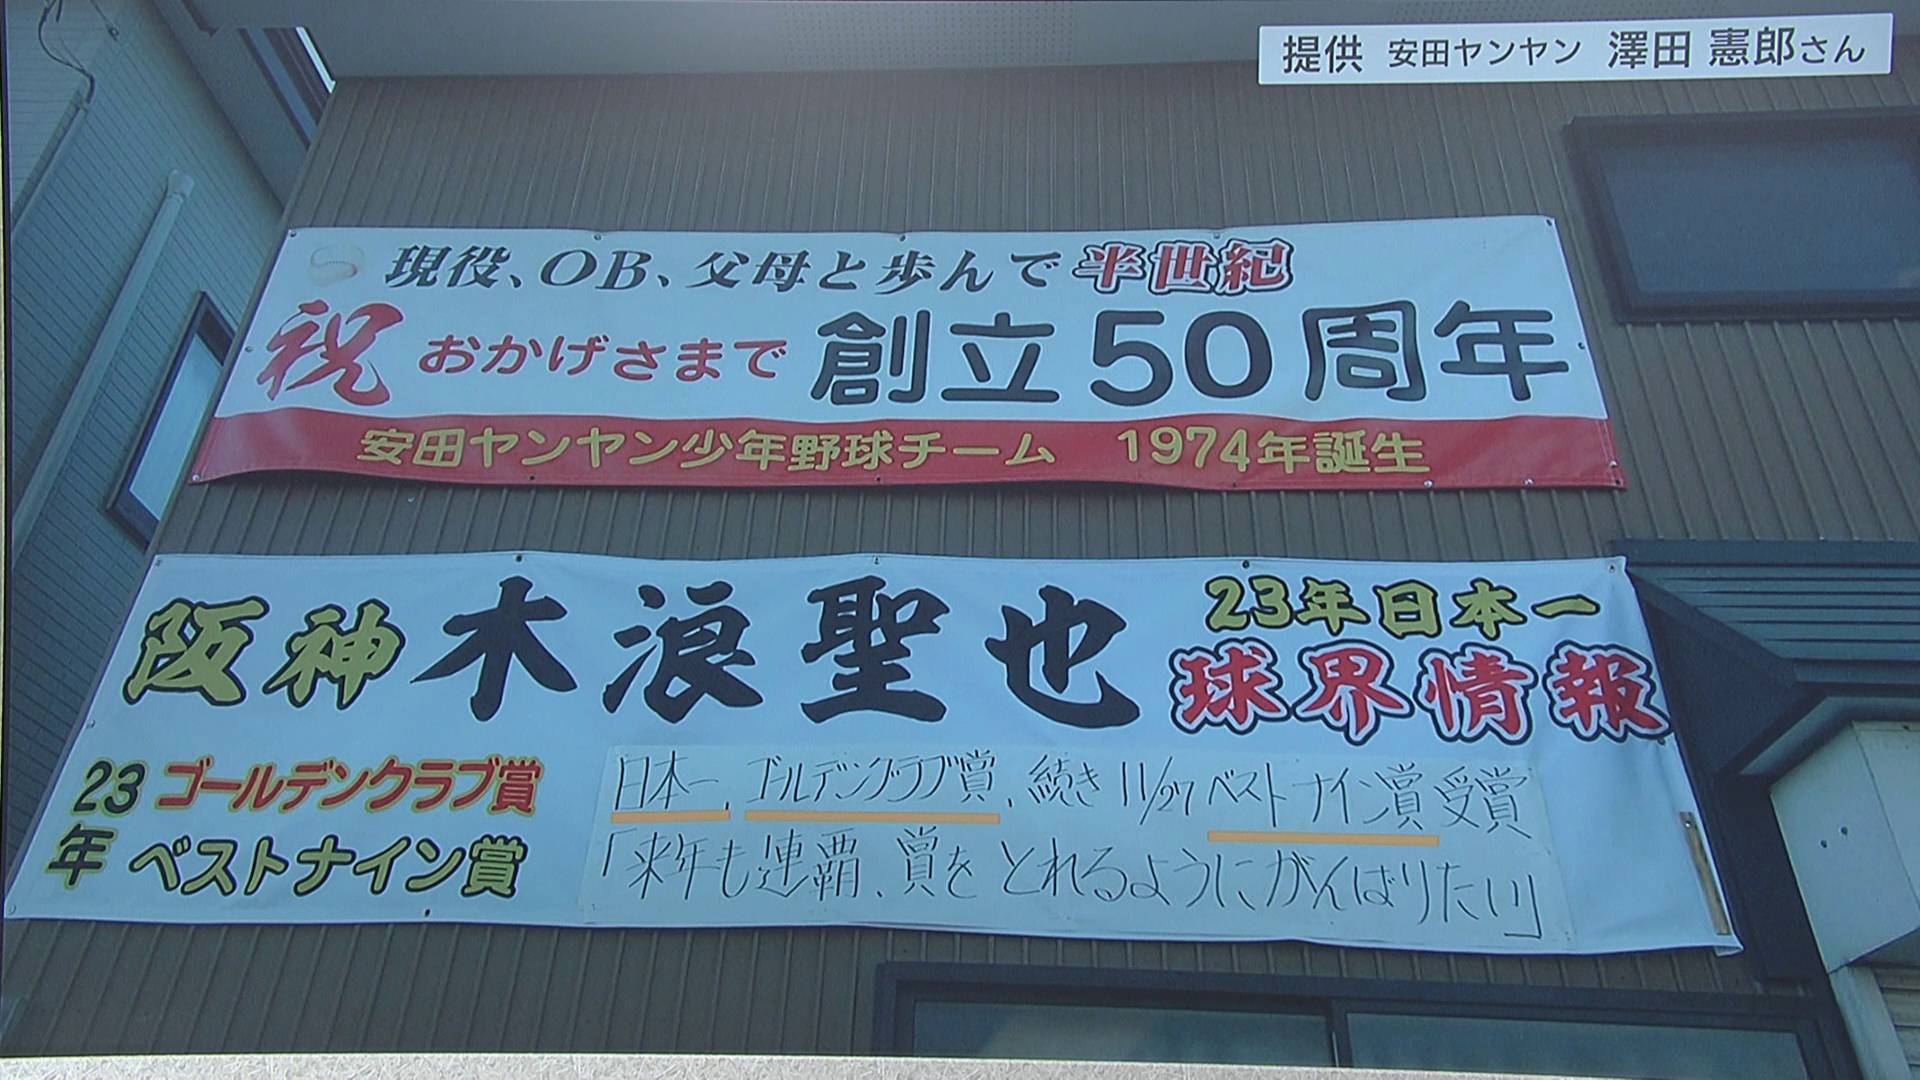 提供 安田ヤンヤン 澤田 憲郎さん
現役、OB、父母と歩んで半世紀
祝 おかげさまで 創立50周年
安田ヤンヤン少年野球チーム 1974年誕生
阪神 木浪聖也 23年日本一
球界情報
23年 ゴールデンクラブ賞
ベストナイン賞
日本一、ゴールデングラブ賞、続き 11/27 ベストナイン賞 受賞
「来年も連覇、賞をとれるようにがんばりたい」